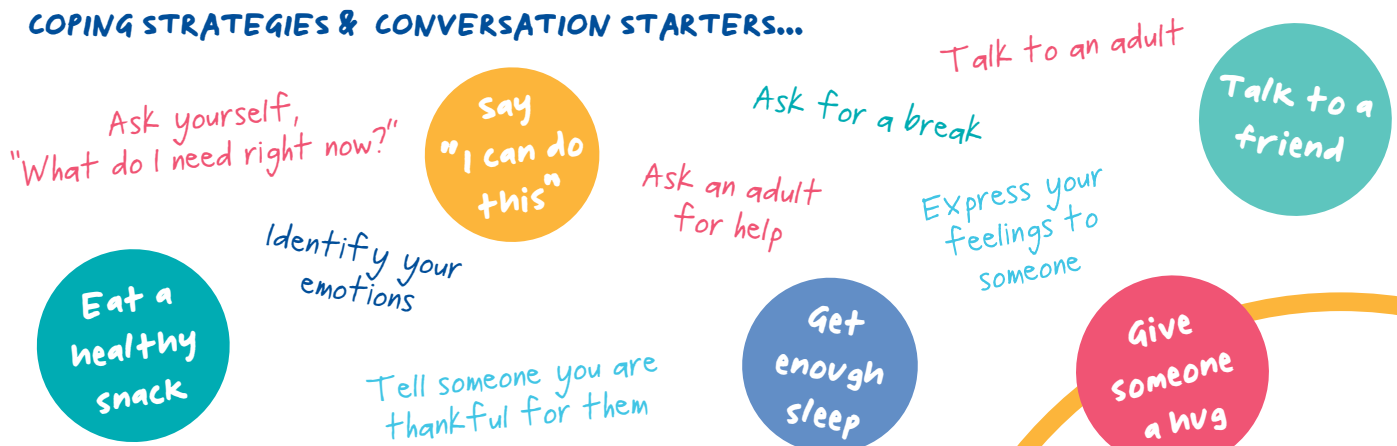 COPING STRATEGIES & CONVERSATION STARTERS...
Ask yourself,
"What do I need right now?"
Say
"I can do
this"
Ask for a break
Talk to an adult
Talk to a
friend
Identify your
emotions
Ask an adult
for help
Express your
feelings to
someone
Eat a
healthy
snack
Tell someone you are
thankful for them
Get
enough
sleep
Give
someone
a hug